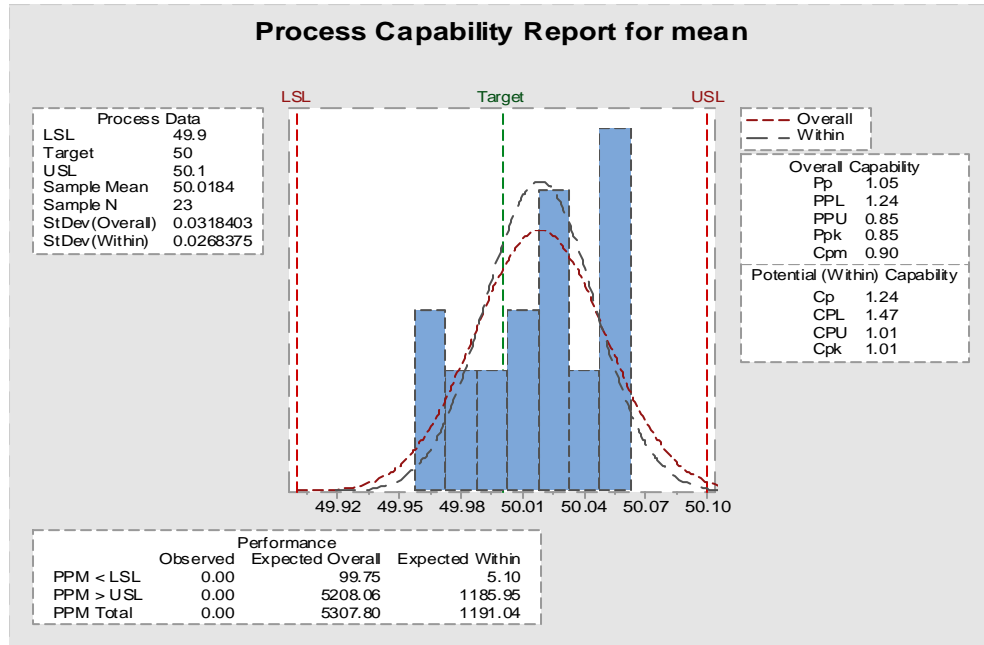 Process Capability Report for mean
LSL Target USL
Process Data
LSL 49.9
Target 50
USL 50.1
Sample Mean 50.0184
Sample N 23
StDev(Overall) 0.0318403
StDev(Within) 0.0268375
Overall
Within
Overall Capability
Pp 1.05
PPL 1.24
PPU 0.85
Ppk 0.85
Cpm 0.90
Potential (Within) Capability
Cp 1.24
CPL 1.47
CPU 1.01
Cpk 1.01
49.92 49.95 49.98 50.01 50.04 50.07 50.10
Performance
Observed Expected Overall Expected Within
PPM < LSL 0.00 99.75 5.10
PPM > USL 0.00 5208.06 1185.95
PPM Total 0.00 5307.80 1191.04